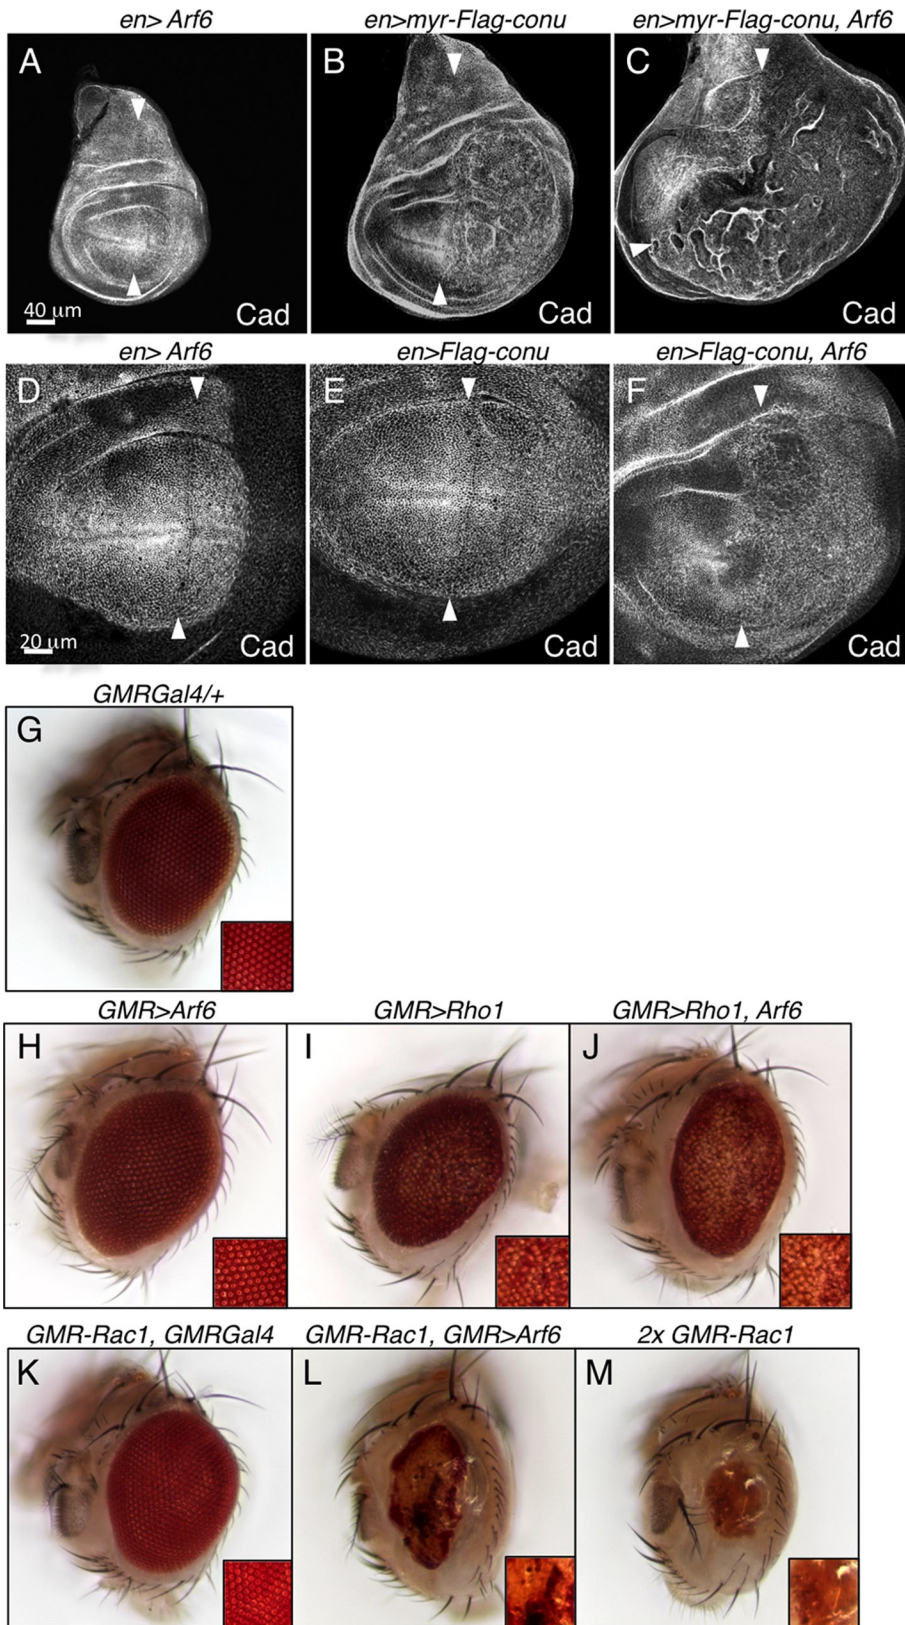 en> Arf6 en>myr-Flag-conu en>myr-Flag-conu, Arf6
A B C
40 µm Cad Cad Cad
en> Arf6 en>Flag-conu en>Flag-conu, Arf6
D E F
20 µm Cad Cad Cad
GMRGal4/+
G
GMR>Arf6 GMR>Rho1 GMR>Rho1, Arf6
H I J
GMR-Rac1, GMRGal4 GMR-Rac1, GMR>Arf6 2x GMR-Rac1
K L M